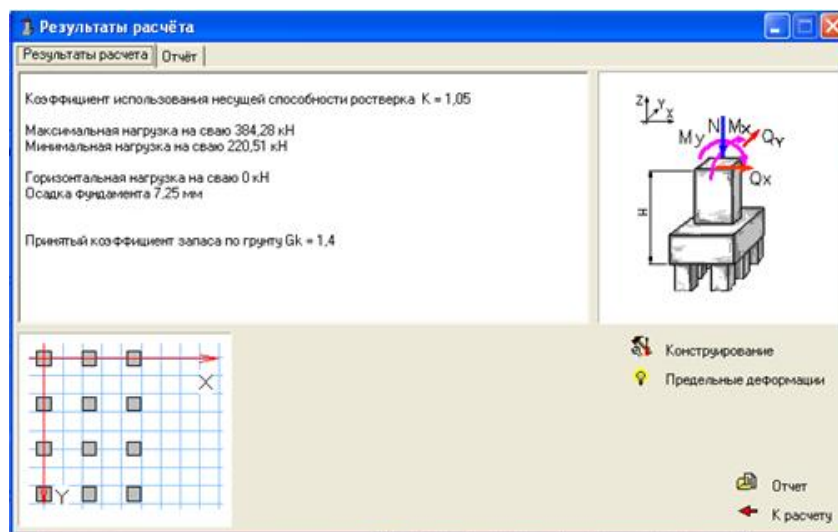 Результаты расчёта
Результаты расчета
Отчёт
Коэффициент использования несущей способности ростверка K = 1,05
Максимальная нагрузка на сваю 384,28 кН
Минимальная нагрузка на сваю 220,51 кН
Горизонтальная нагрузка на сваю 0 кН
Осадка фундамента 7,25 мм
Принятый коэффициент запаса по грунту Gk = 1,4
Z Y X
My N Mx QY
Qx
H
X
Y
Конструирование
Предельные деформации
Отчет
К расчету